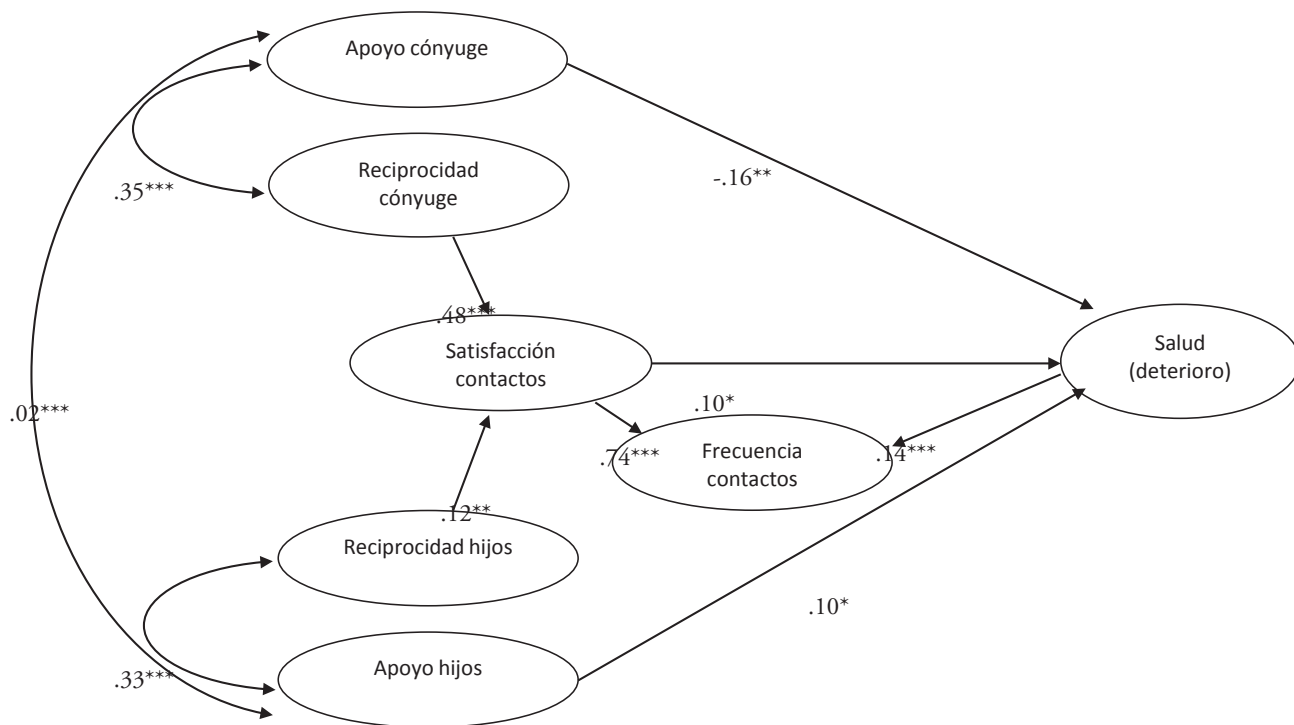 Apoyo cónyuge
Reciprocidad
cónyuge
.35***
-.16**
.48***
Satisfacción
contactos
Salud
(deterioro)
.02***
.10*
.74***
Frecuencia
contactos
.14***
.12**
Reciprocidad hijos
.10*
Apoyo hijos
.33***